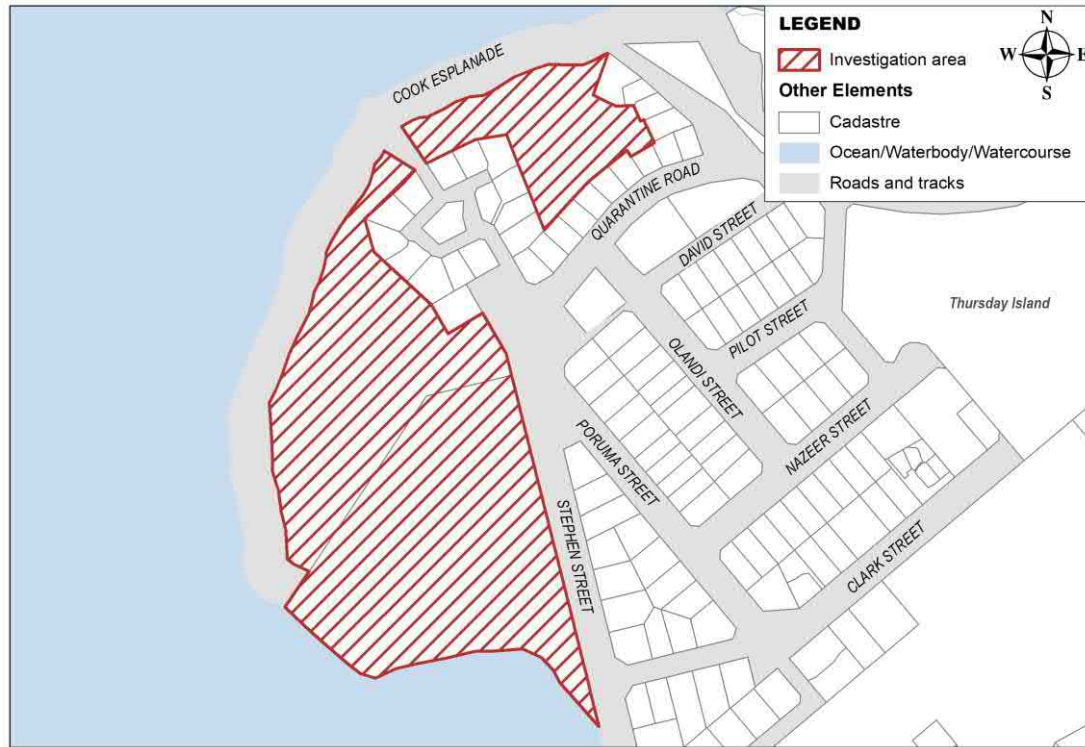 LEGEND
Investigation area
Other Elements
Cadastre
Ocean/Waterbody/Watercourse
Roads and tracks
N
W E
S
COOK ESPLANADE
QUARANTINE ROAD
DAVID STREET
Thursday Island
PILOT STREET
OLANDI STREET
NAZEER STREET
PORUMA STREET
STEPHEN STREET
CLARK STREET